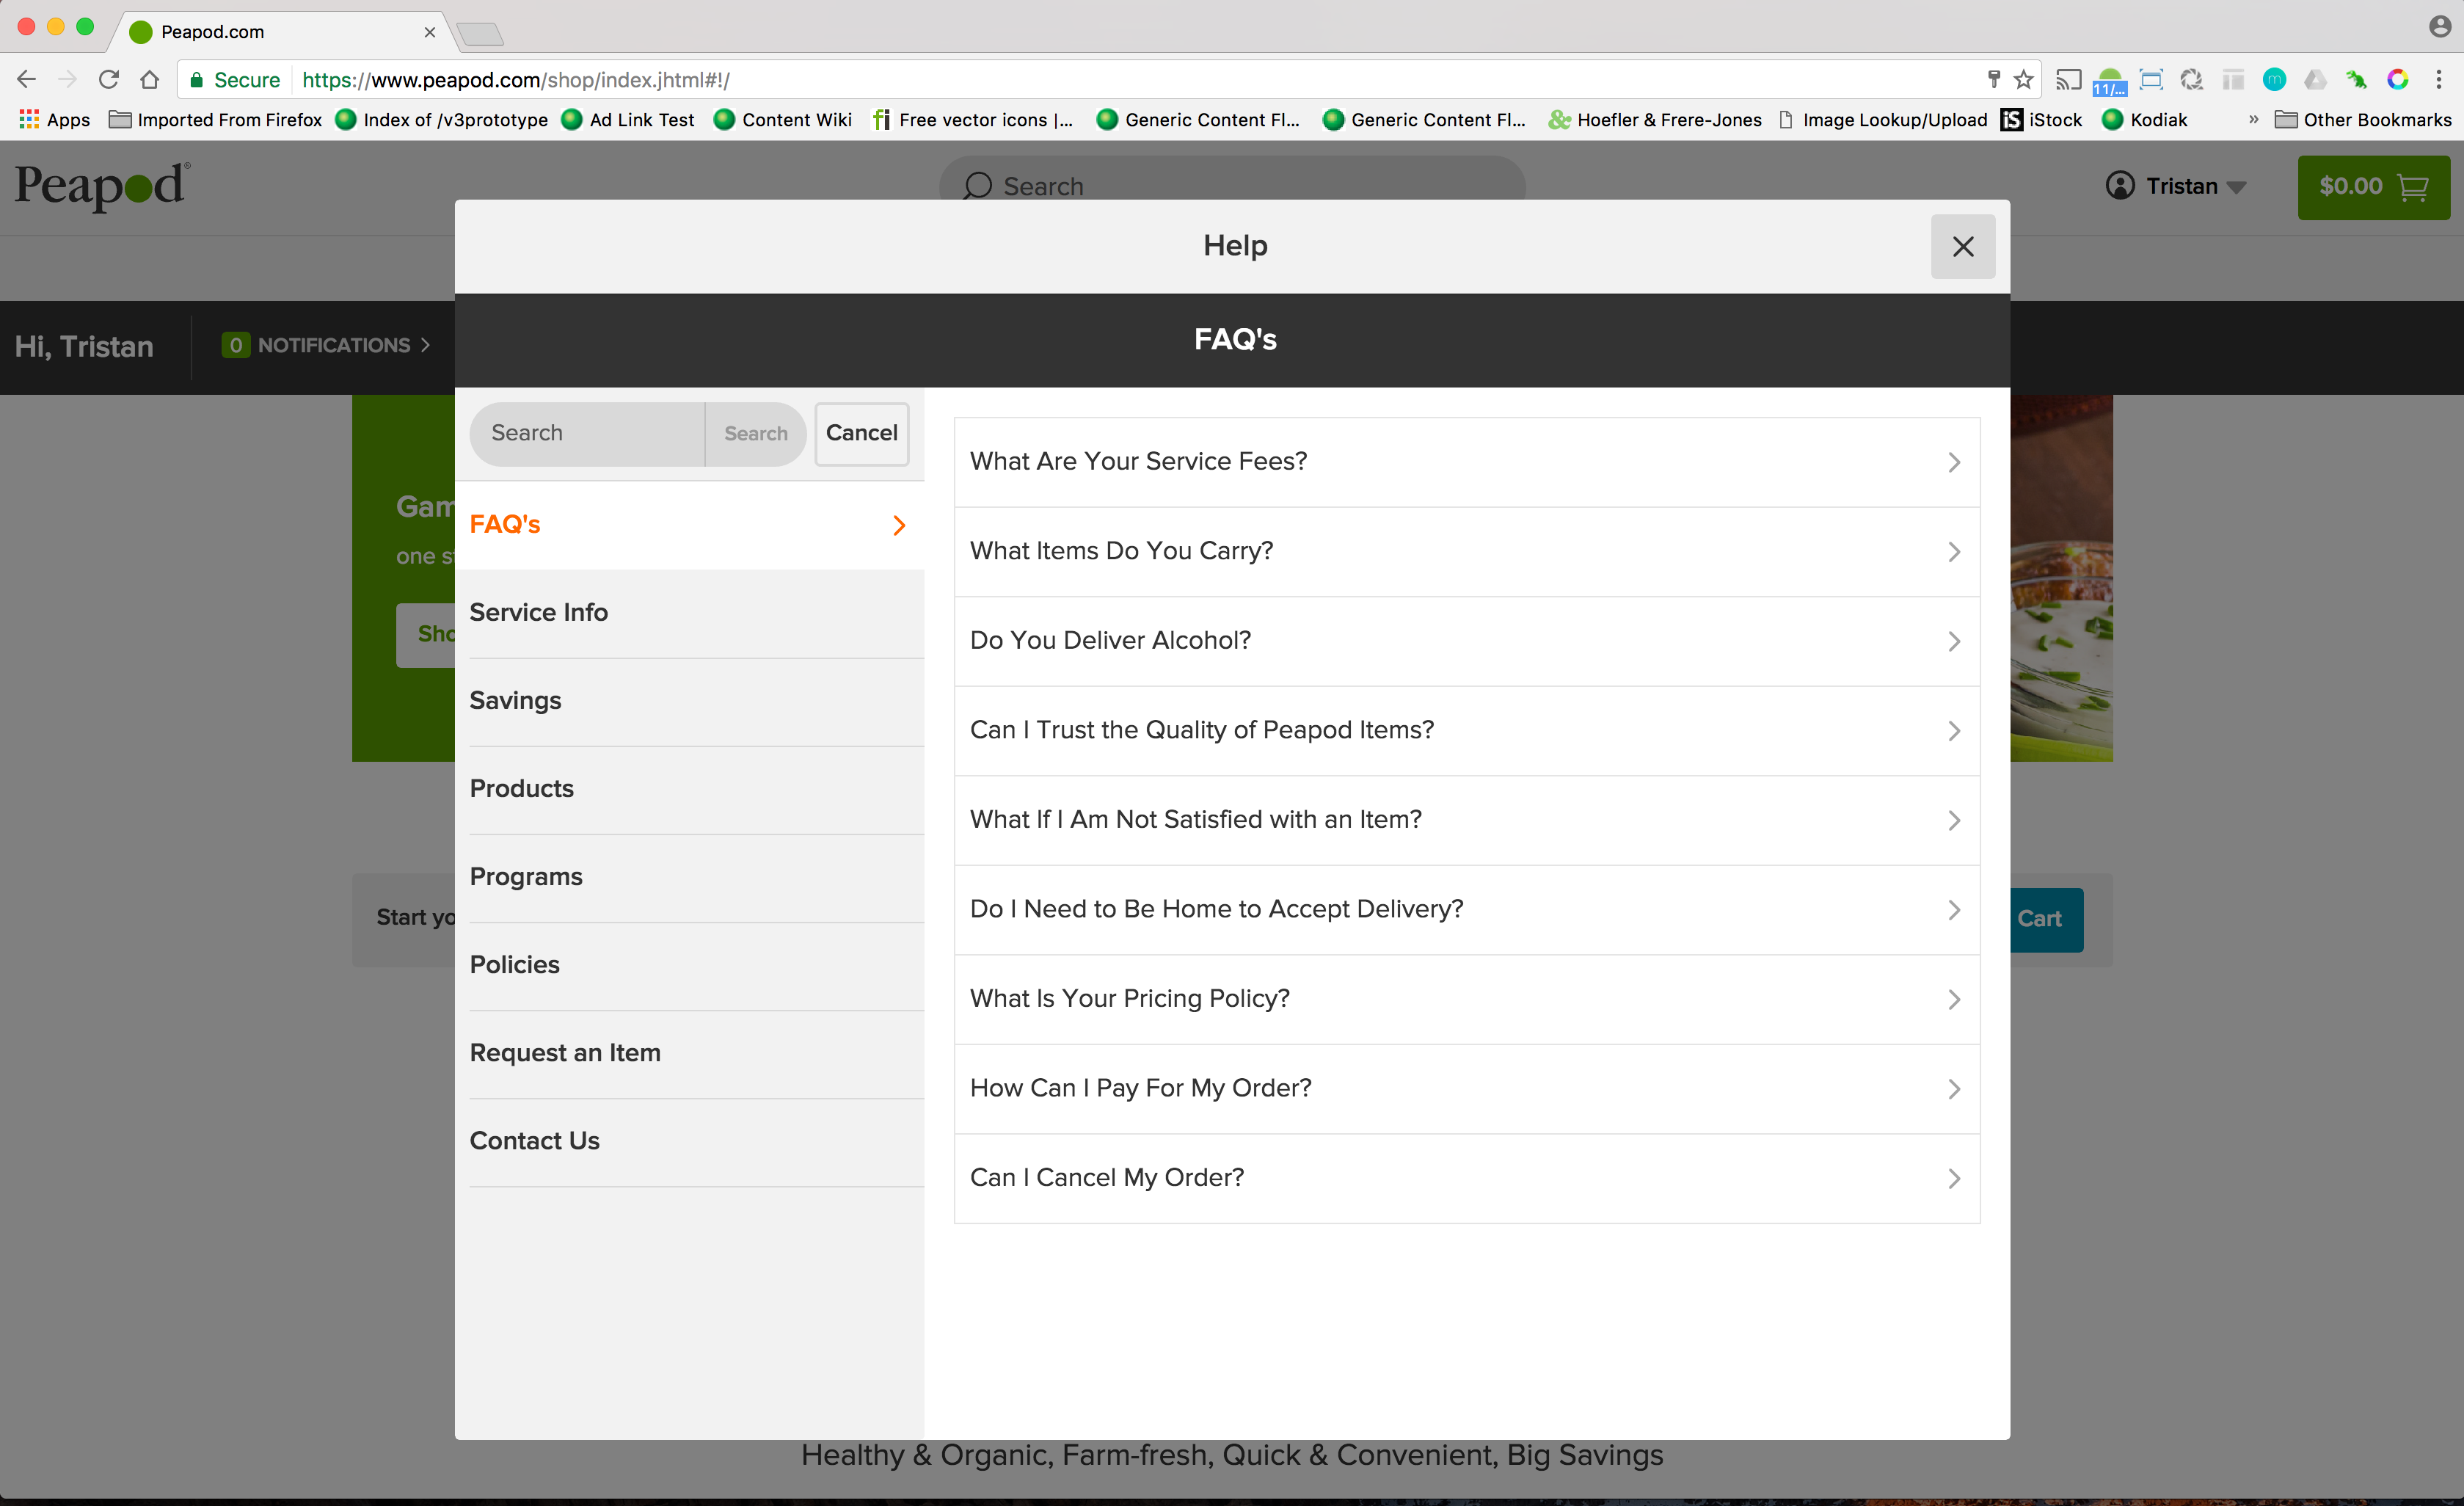 Peapod.com
Secure https://www.peapod.com/shop/index.jhtml#!/
11/...
Apps Imported From Firefox Index of /v3prototype Ad Link Test Content Wiki Free vector icons |... Generic Content Fl... Generic Content Fl... Hoefler & Frere-Jones Image Lookup/Upload iS iStock Kodiak » Other Bookmarks
Peapod® Search Tristan $0.00
Help
Hi, Tristan 0 NOTIFICATIONS
FAQ's
Search Search Cancel
FAQ's
Service Info
Savings
Products
Programs
Policies
Request an Item
Contact Us
What Are Your Service Fees?
What Items Do You Carry?
Do You Deliver Alcohol?
Can I Trust the Quality of Peapod Items?
What If I Am Not Satisfied with an Item?
Do I Need to Be Home to Accept Delivery?
What Is Your Pricing Policy?
How Can I Pay For My Order?
Can I Cancel My Order?
one
Start
Cart
Healthy & Organic, Farm-fresh, Quick & Convenient, Big Savings